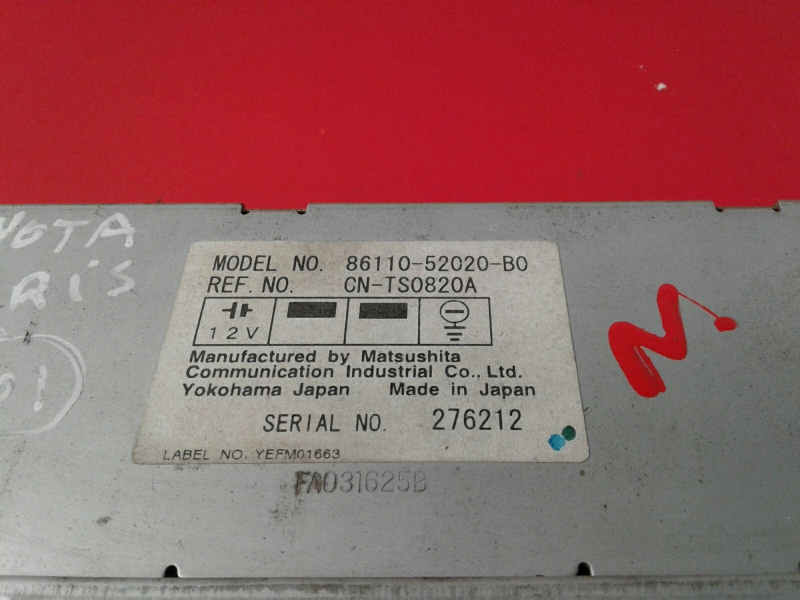 MODEL NO. 86110-52020-B0
REF. NO. CN-TS0820A
12V
Manufactured by Matsushita
Communication Industrial Co., Ltd.
Yokohama Japan Made in Japan
SERIAL NO. 276212
LABEL NO. YEFM01663
FA031625B
M